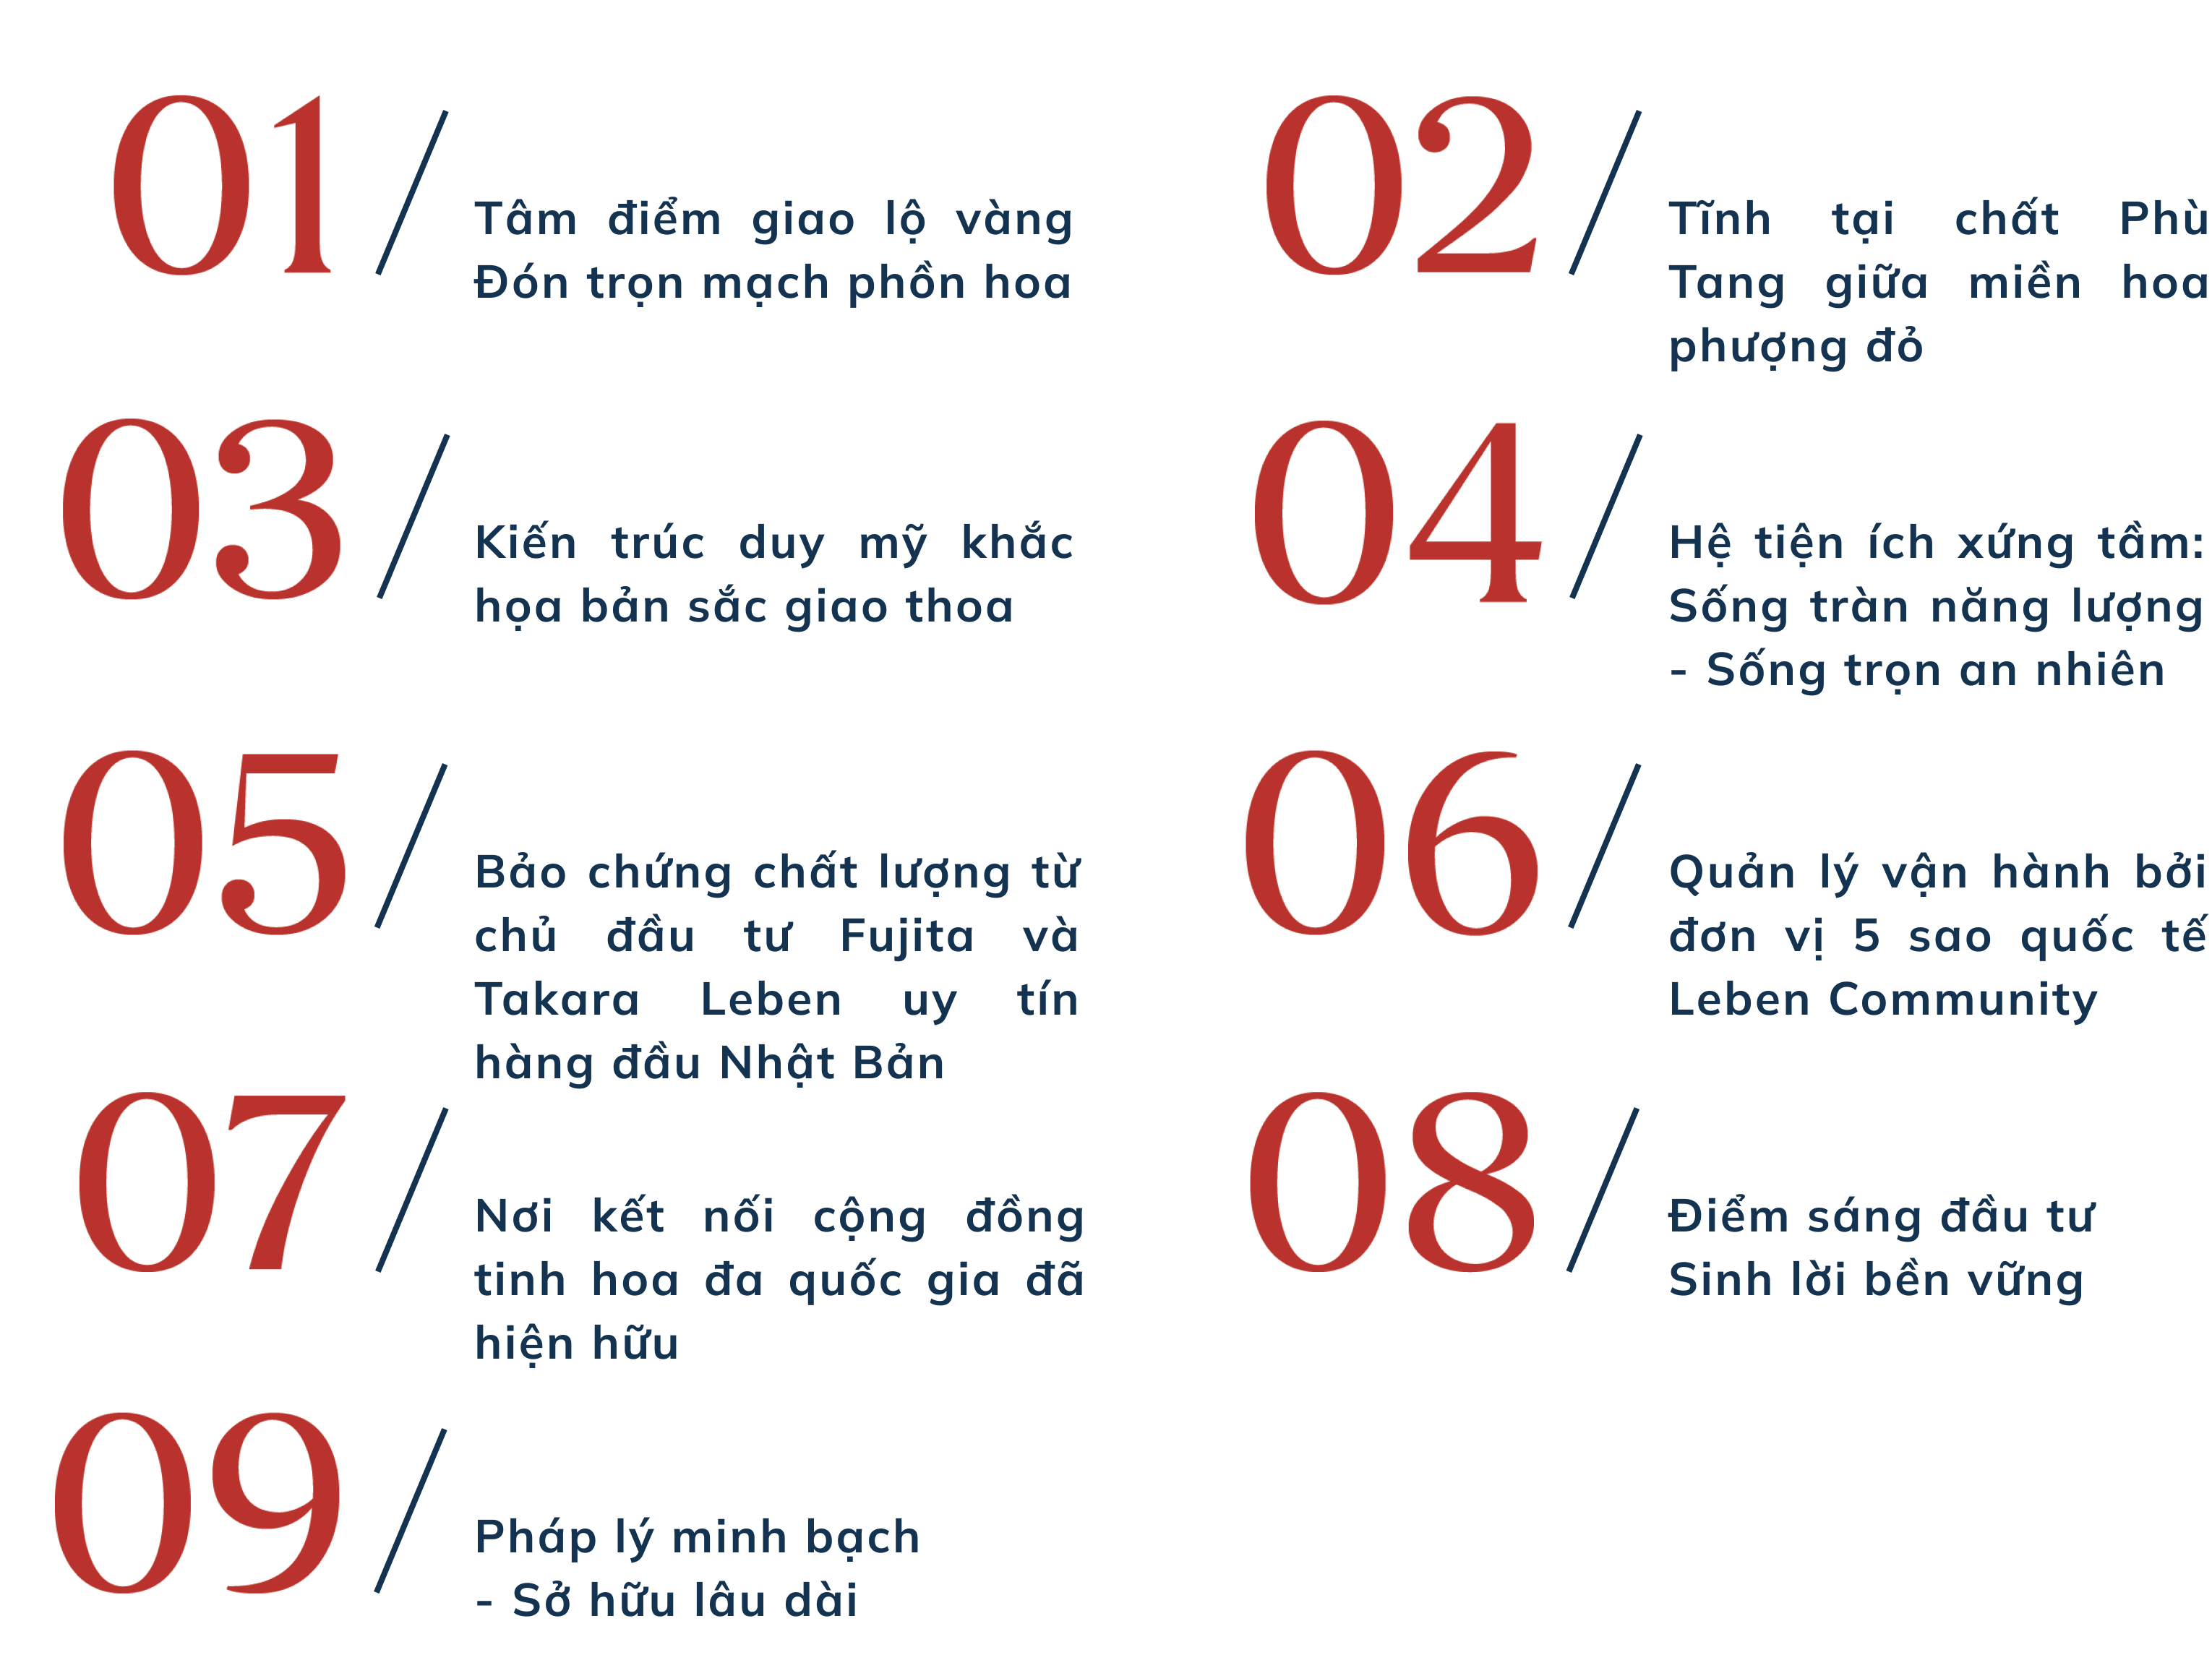 01
Tâm điểm giao lộ vàng
Đón trọn mạch phồn hoa
02
Tĩnh tại chất Phù
Tang giữa miền hoa
phượng đỏ
03
Kiến trúc duy mỹ khắc
họa bản sắc giao thoa
04
Hệ tiện ích xứng tầm:
Sống tràn năng lượng
- Sống trọn an nhiên
05
Bảo chứng chất lượng từ
chủ đầu tư Fujita và
Takara Leben uy tín
hàng đầu Nhật Bản
06
Quản lý vận hành bởi
đơn vị 5 sao quốc tế
Leben Community
07
Nơi kết nối cộng đồng
tinh hoa đa quốc gia đã
hiện hữu
08
Điểm sáng đầu tư
Sinh lời bền vững
09
Pháp lý minh bạch
- Sở hữu lâu dài